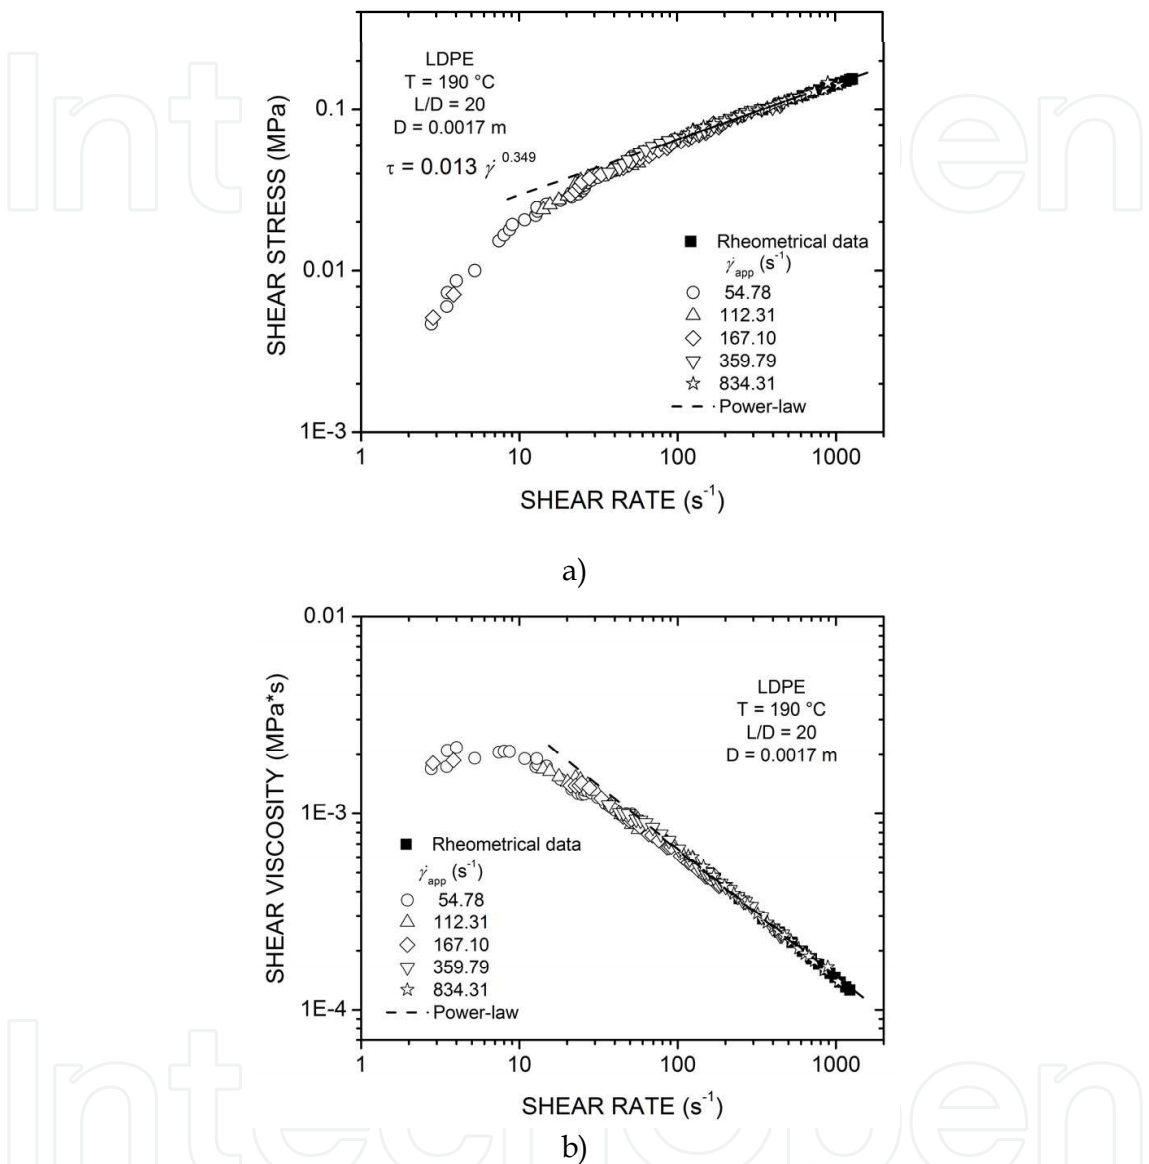 LDPE
T = 190 °C
L/D = 20
D = 0.0017 m
τ = 0.013 γ̇ 0.349
SHEAR STRESS (MPa)
0.1
0.01
1E-3
Rheometrical data
γ̇app (s-1)
54.78
112.31
167.10
359.79
834.31
Power-law
1 10 100 1000
SHEAR RATE (s-1)
a)
0.01
1E-3
1E-4
SHEAR VISCOSITY (MPa*s)
LDPE
T = 190 °C
L/D = 20
D = 0.0017 m
Rheometrical data
γ̇app (s-1)
54.78
112.31
167.10
359.79
834.31
Power-law
1 10 100 1000
SHEAR RATE (s-1)
b)